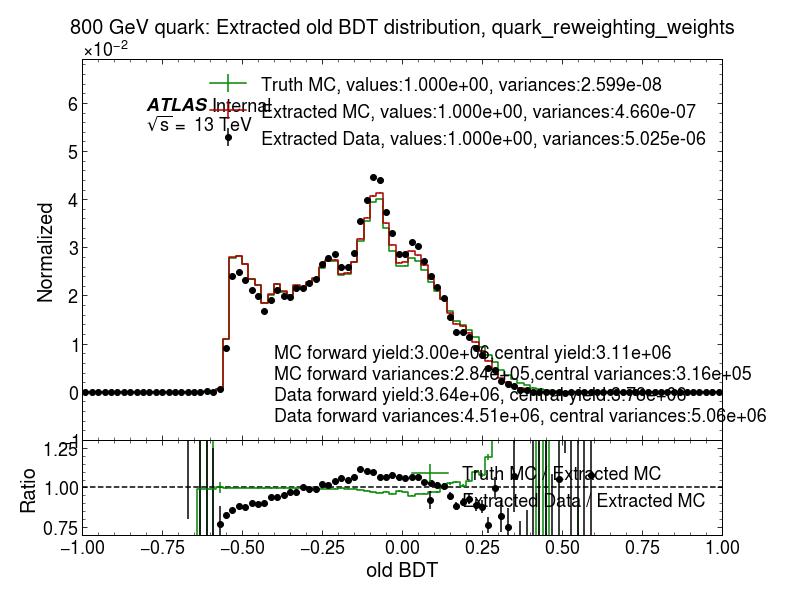 800 GeV quark: Extracted old BDT distribution, quark_reweighting_weights
×10⁻²
Truth MC, values:1.000e+00, variances:2.599e-08
ATLAS Internal
Extracted MC, values:1.000e+00, variances:4.660e-07
√s = 13 TeV
Extracted Data, values:1.000e+00, variances:5.025e-06
6
5
4
3
2
1
0
Normalized
MC forward yield:3.00e+06,central yield:3.11e+06
MC forward variances:2.84e+05,central variances:3.16e+05
Data forward yield:3.64e+06, central yield:3.78e+06
Data forward variances:4.51e+06, central variances:5.06e+06
1.25
1.00
0.75
Ratio
Truth MC / Extracted MC
Extracted Data / Extracted MC
−1.00 −0.75 −0.50 −0.25 0.00 0.25 0.50 0.75 1.00
old BDT